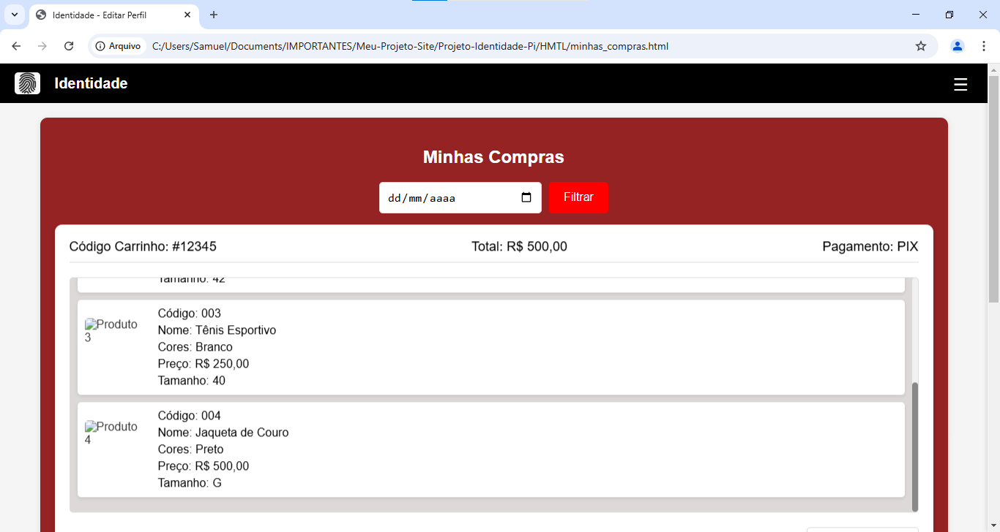 Identidade - Editar Perfil
Arquivo
C:/Users/Samuel/Documents/IMPORTANTES/Meu-Projeto-Site/Projeto-Identidade-Pi/HMTL/minhas_compras.html
Identidade
Minhas Compras
dd/mm/aaaa
Filtrar
Código Carrinho: #12345
Total: R$ 500,00
Pagamento: PIX
Tamanho: 42
Produto
3
Código: 003
Nome: Tênis Esportivo
Cores: Branco
Preço: R$ 250,00
Tamanho: 40
Produto
4
Código: 004
Nome: Jaqueta de Couro
Cores: Preto
Preço: R$ 500,00
Tamanho: G